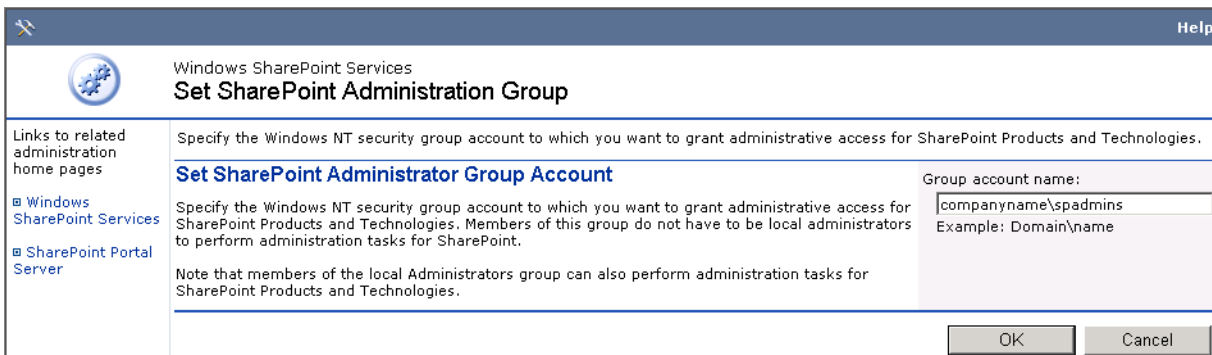 Help
Windows SharePoint Services
Set SharePoint Administration Group
Links to related
administration
home pages
Windows
SharePoint Services
SharePoint Portal
Server
Specify the Windows NT security group account to which you want to grant administrative access for SharePoint Products and Technologies.
Set SharePoint Administrator Group Account
Specify the Windows NT security group account to which you want to grant administrative access for
SharePoint Products and Technologies. Members of this group do not have to be local administrators
to perform administration tasks for SharePoint.
Note that members of the local Administrators group can also perform administration tasks for
SharePoint Products and Technologies.
Group account name:
companyname\spadmins
Example: Domain\name
OK
Cancel